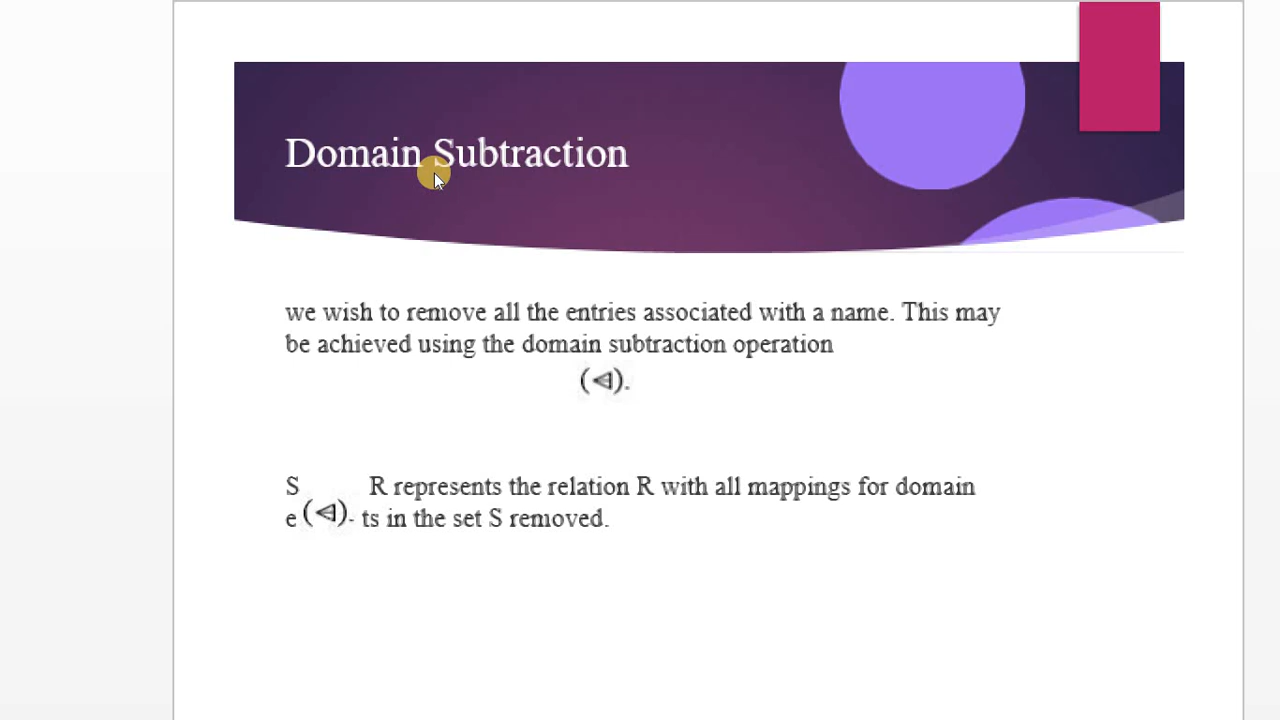 Domain Subtraction
we wish to remove all the entries associated with a name. This may
be achieved using the domain subtraction operation
(⩤).
S R represents the relation R with all mappings for domain
e(⩤). ts in the set S removed.